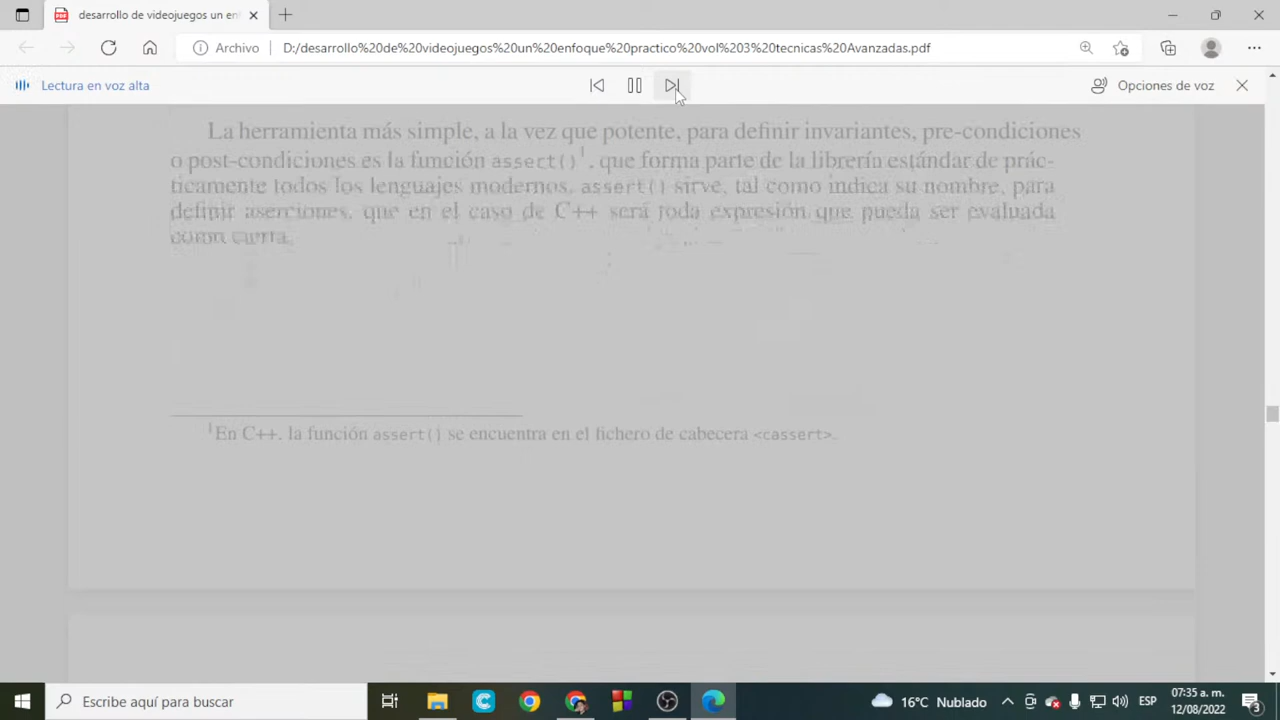 desarrollo de videojuegos un en
Archivo
D:/desarrollo%20de%20videojuegos%20un%20enfoque%20practico%20vol%203%20tecnicas%20Avanzadas.pdf
Lectura en voz alta
Opciones de voz
La herramienta más simple, a la vez que potente, para definir invariantes, pre-condiciones
o post-condiciones es la función assert()1, que forma parte de la librería estándar de prác-
ticamente todos los lenguajes modernos. assert() sirve, tal como indica su nombre, para
definir aserciones, que en el caso de C++ será toda expresión que pueda ser evaluada
como cierta.
1En C++, la función assert() se encuentra en el fichero de cabecera <cassert>.
Escribe aquí para buscar
16°C Nublado
ESP
07:35 a. m.
12/08/2022
3